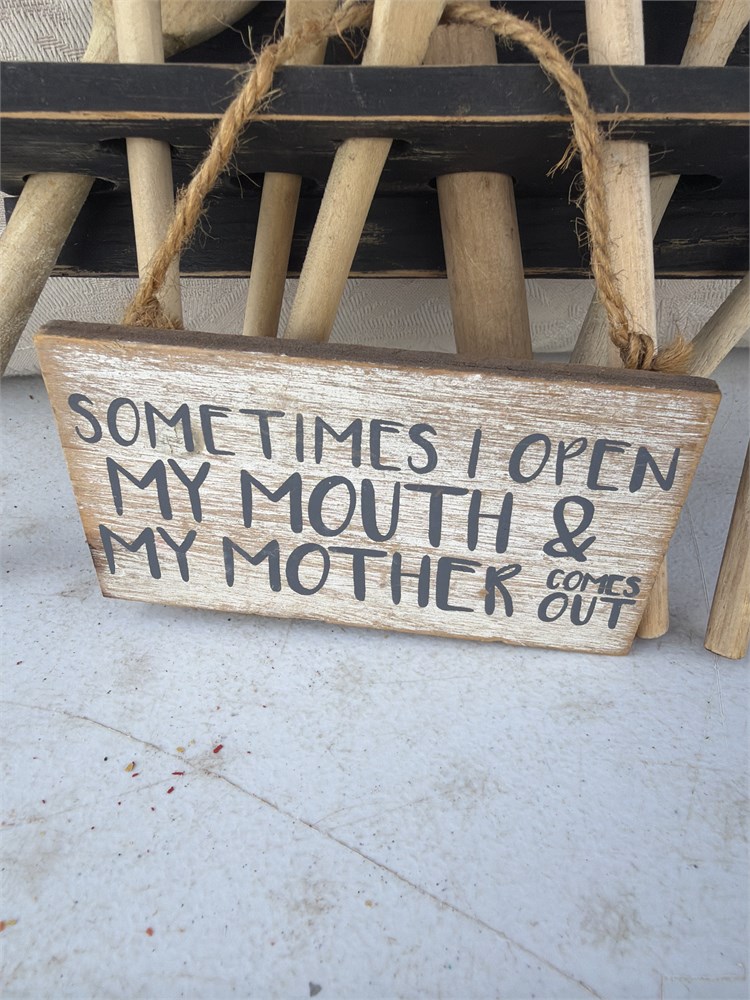 SOMETIMES I OPEN
MY MOUTH &
MY MOTHER COMES OUT